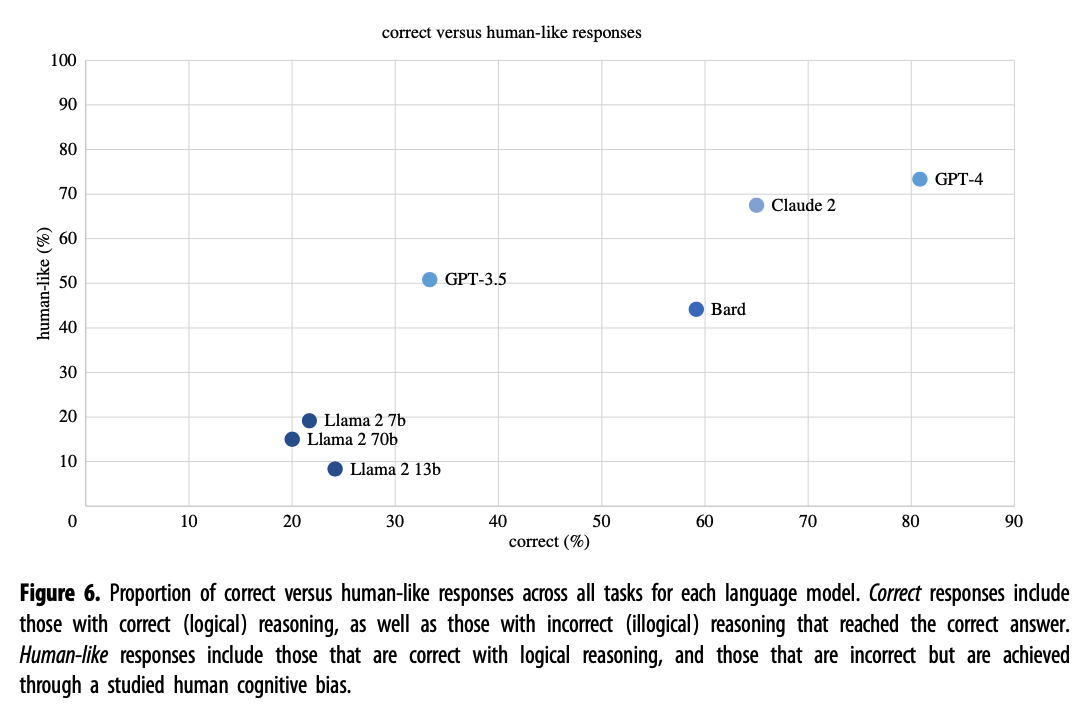 correct versus human-like responses
100
90
80
70
60
50
40
30
20
10
0
human-like (%)
GPT-4
Claude 2
GPT-3.5
Bard
Llama 2 7b
Llama 2 70b
Llama 2 13b
10 20 30 40 50 60 70 80 90
correct (%)
Figure 6. Proportion of correct versus human-like responses across all tasks for each language model. Correct responses include
those with correct (logical) reasoning, as well as those with incorrect (illogical) reasoning that reached the correct answer.
Human-like responses include those that are correct with logical reasoning, and those that are incorrect but are achieved
through a studied human cognitive bias.